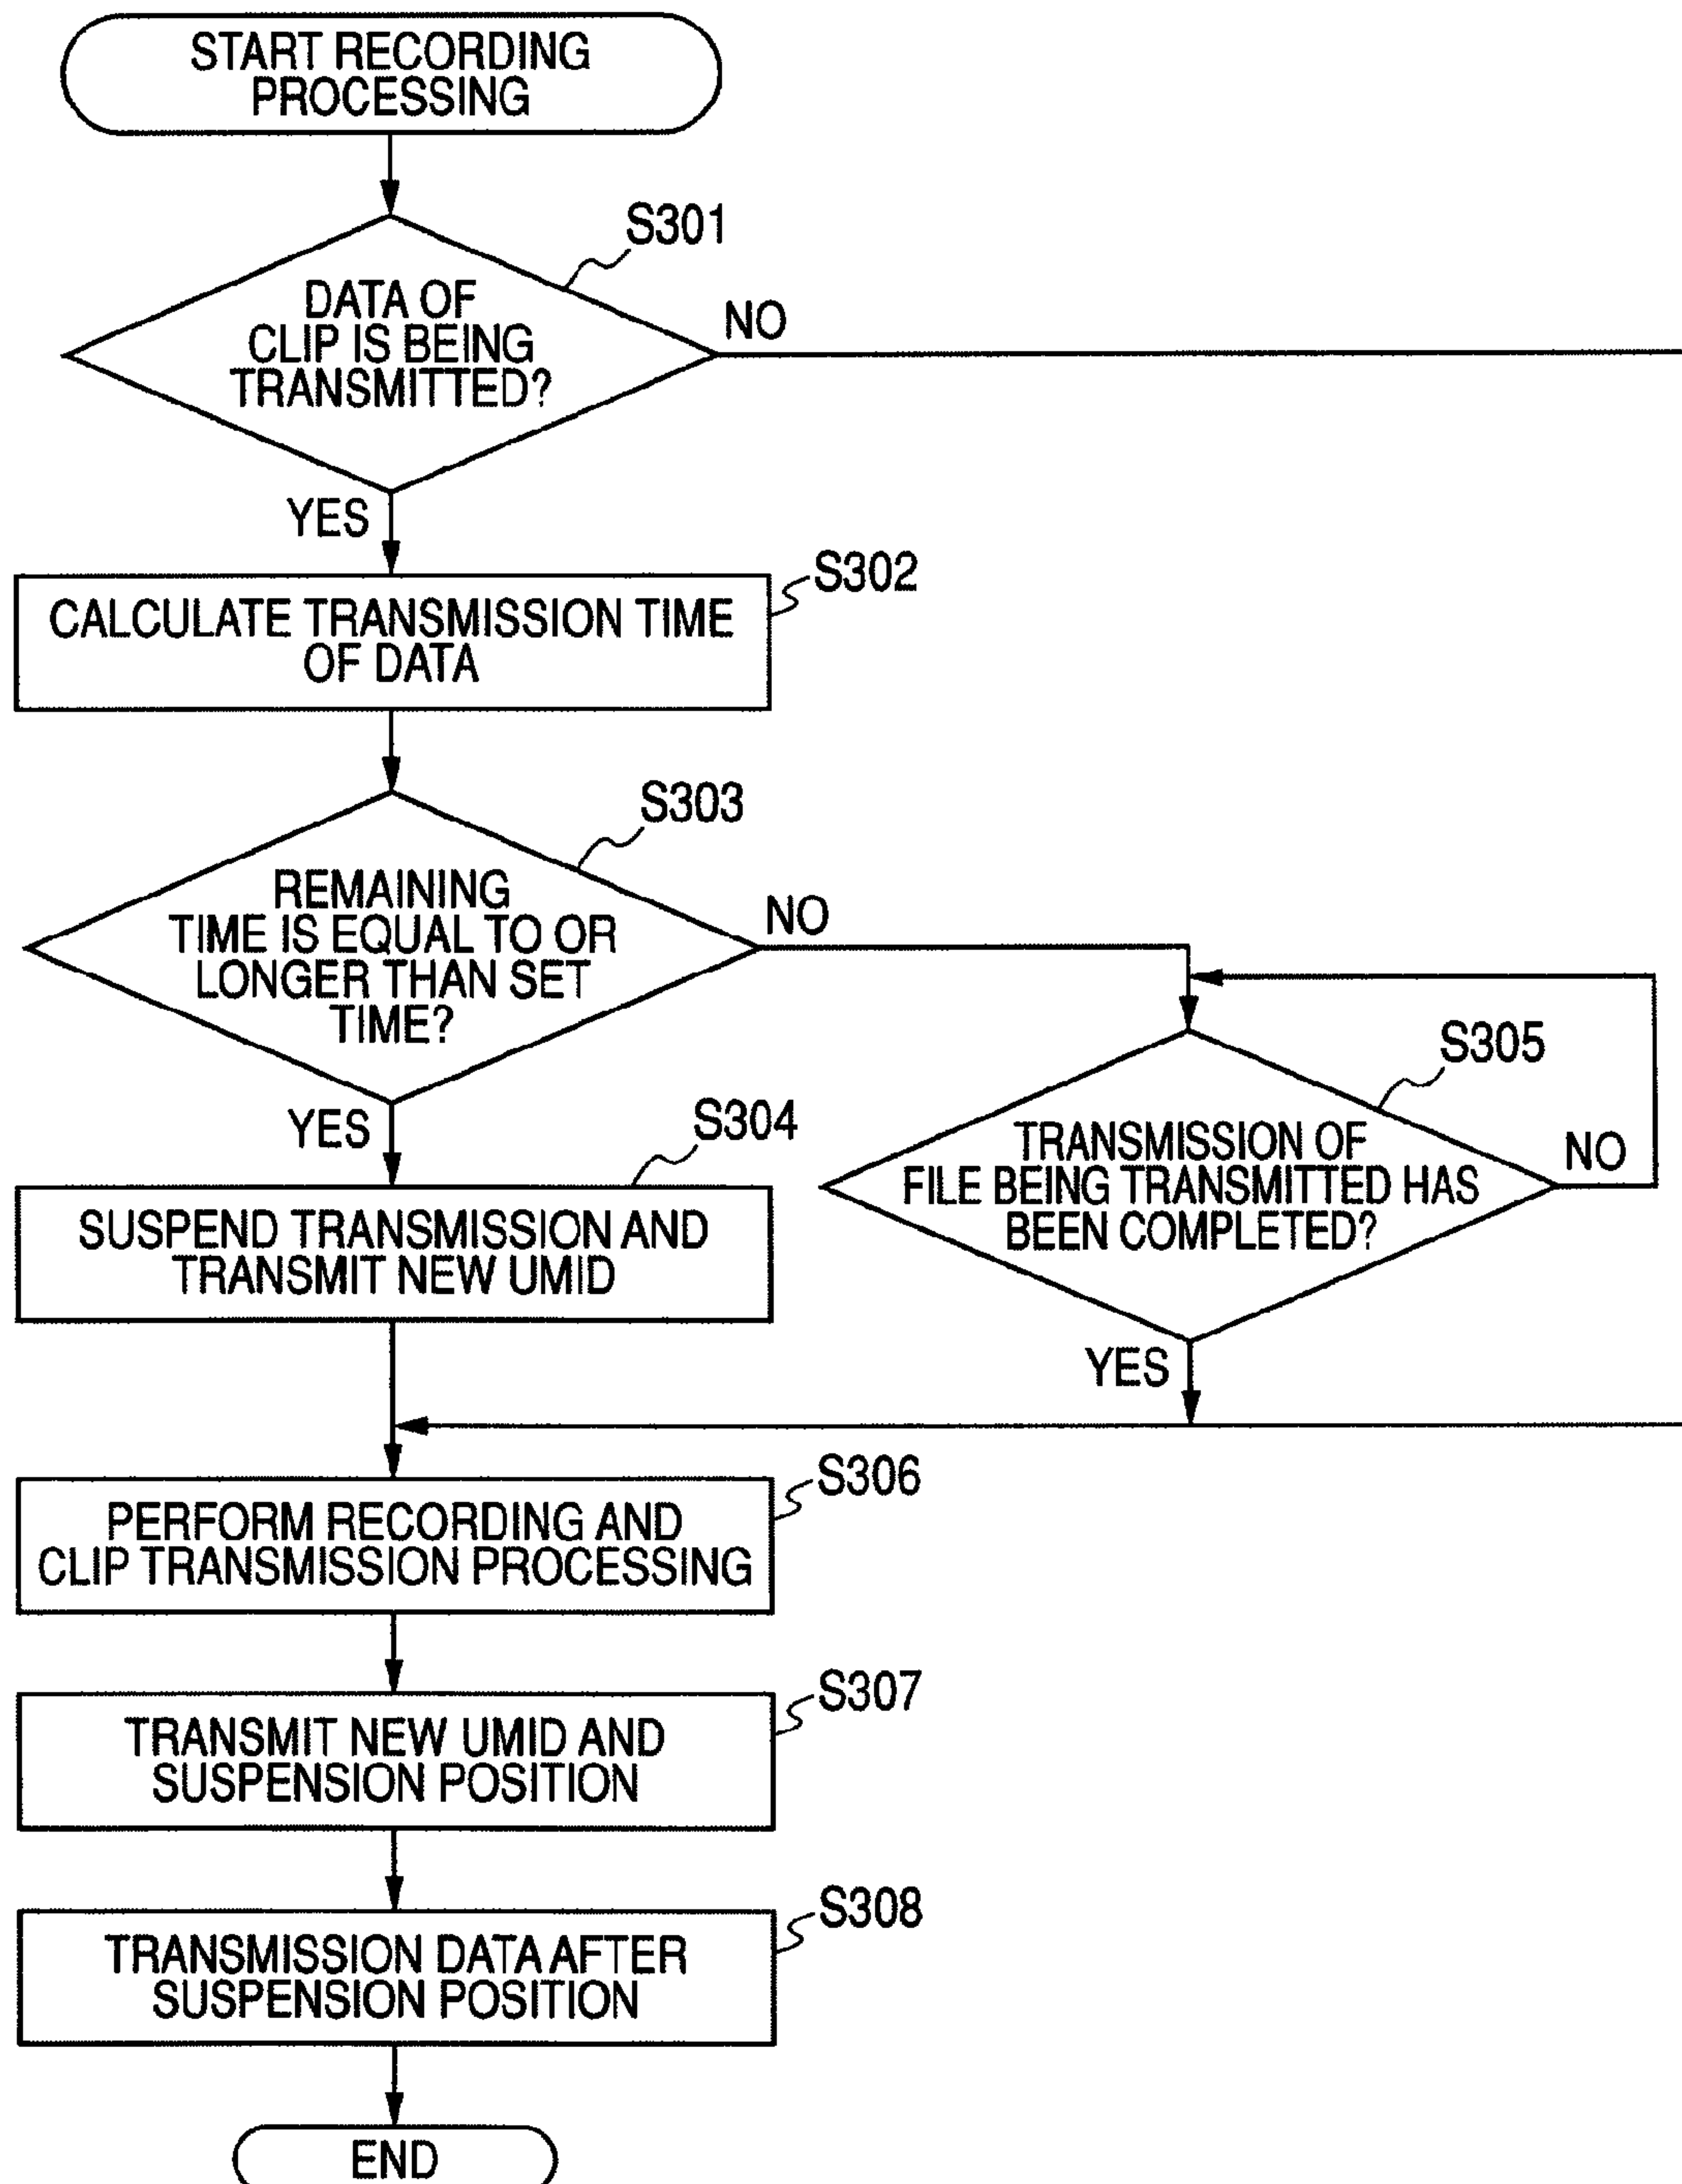 START RECORDING
PROCESSING
S301
DATA OF
CLIP IS BEING
TRANSMITTED?
NO
YES
S302
CALCULATE TRANSMISSION TIME
OF DATA
S303
REMAINING
TIME IS EQUAL TO OR
LONGER THAN SET
TIME?
NO
YES
S304
SUSPEND TRANSMISSION AND
TRANSMIT NEW UMID
S305
TRANSMISSION OF
FILE BEING TRANSMITTED HAS
BEEN COMPLETED?
NO
YES
S306
PERFORM RECORDING AND
CLIP TRANSMISSION PROCESSING
S307
TRANSMIT NEW UMID AND
SUSPENSION POSITION
S308
TRANSMISSION DATA AFTER
SUSPENSION POSITION
END